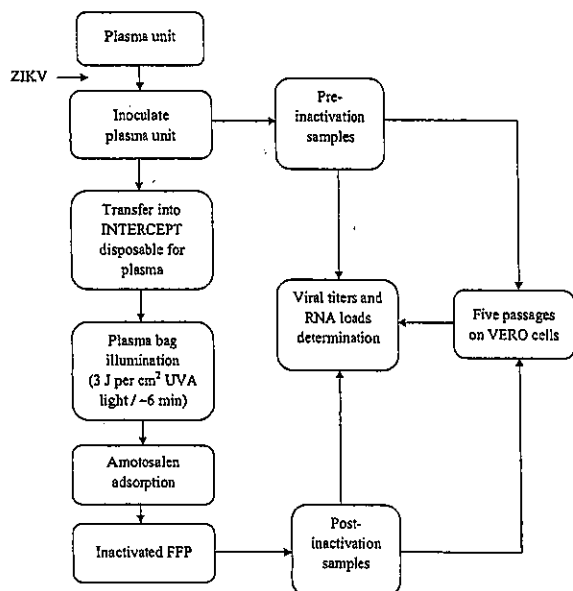 Plasma unit
ZIKV
Inoculate
plasma unit
Pre-
inactivation
samples
Transfer into
INTERCEPT
disposable for
plasma
Viral titers and
RNA loads
determination
Five passages
on VERO cells
Plasma bag
illumination
(3 J per cm² UVA
light / ~6 min)
Amotosalen
adsorption
Inactivated FFP
Post-
inactivation
samples